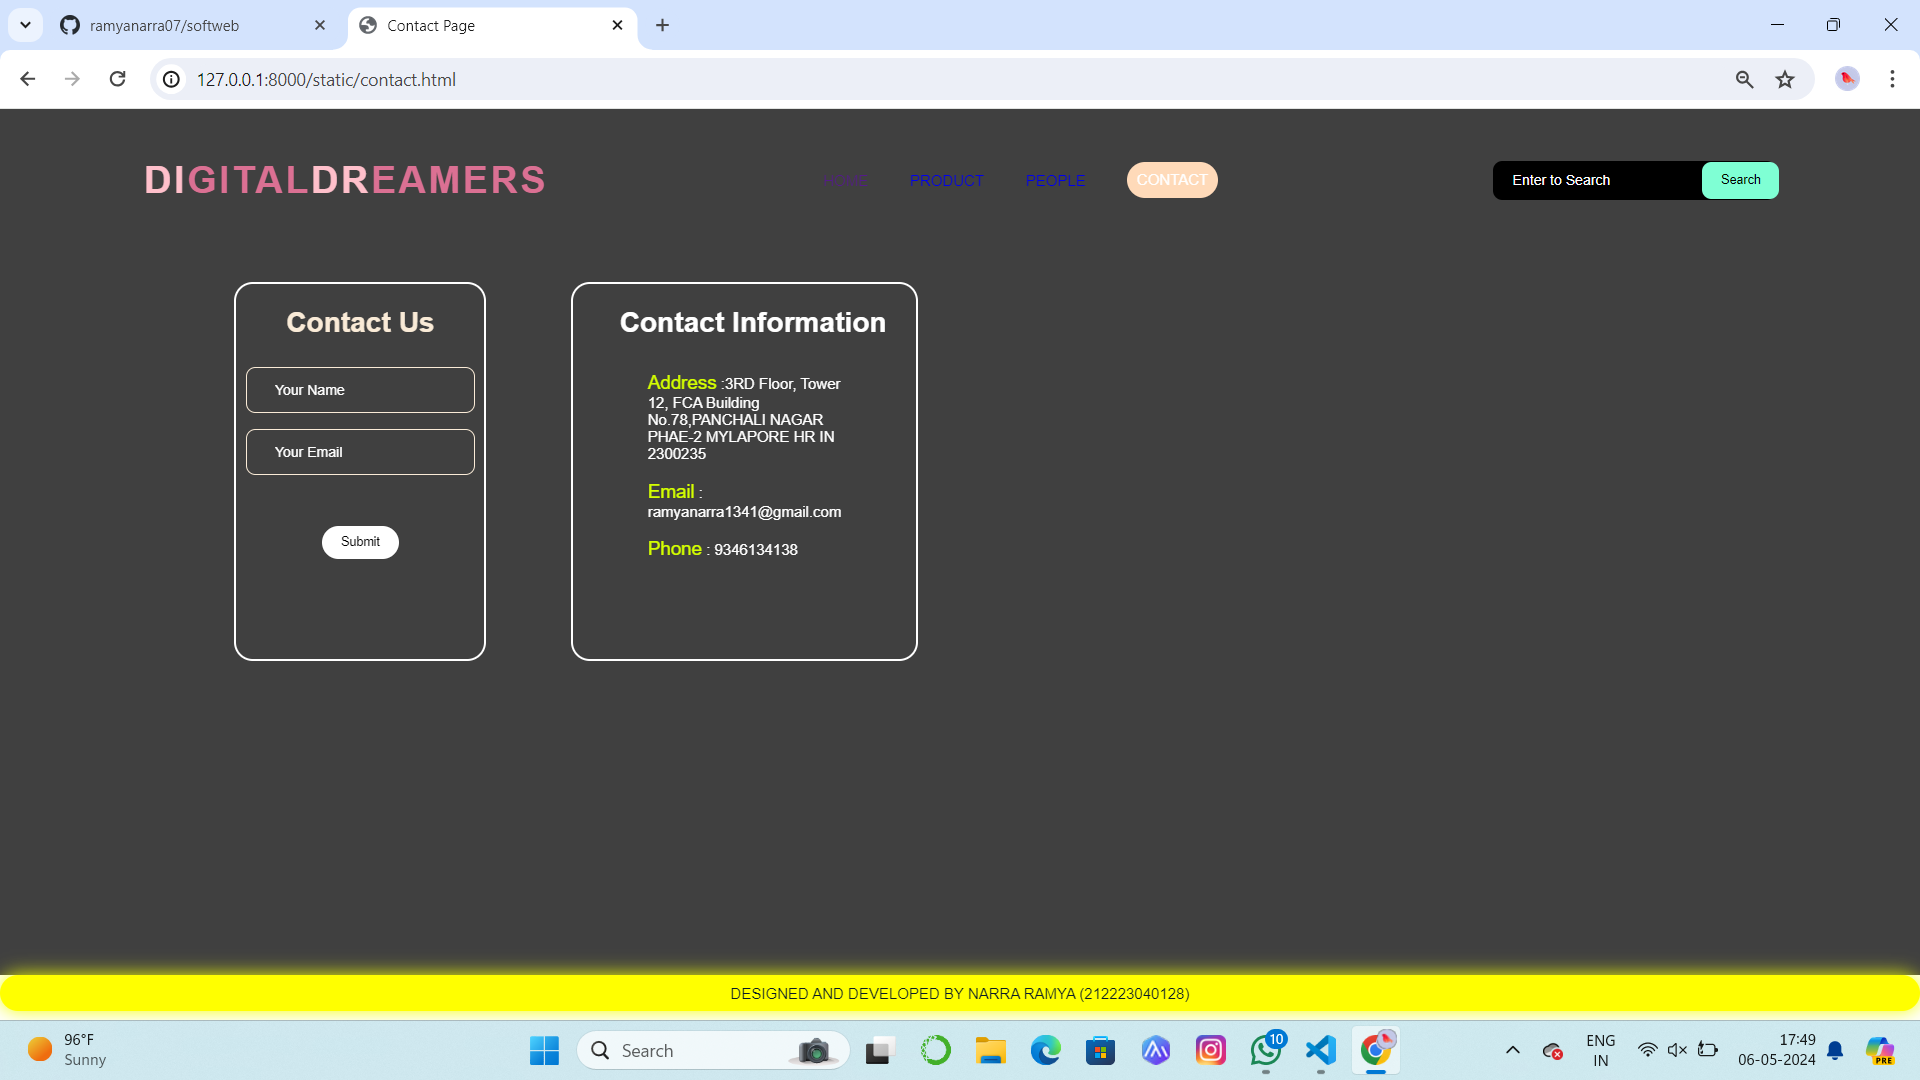 ramyanarra07/softweb
Contact Page
127.0.0.1:8000/static/contact.html
DIGITALDREAMERS
HOME
PRODUCT
PEOPLE
CONTACT
Enter to Search
Search
Contact Us
Your Name
Your Email
Submit
Contact Information
Address :3RD Floor, Tower
12, FCA Building
No.78,PANCHALI NAGAR
PHAE-2 MYLAPORE HR IN
2300235
Email :
ramyanarra1341@gmail.com
Phone : 9346134138
DESIGNED AND DEVELOPED BY NARRA RAMYA (212223040128)
96°F
Sunny
Search
10
ENG
IN
17:49
06-05-2024
PRE